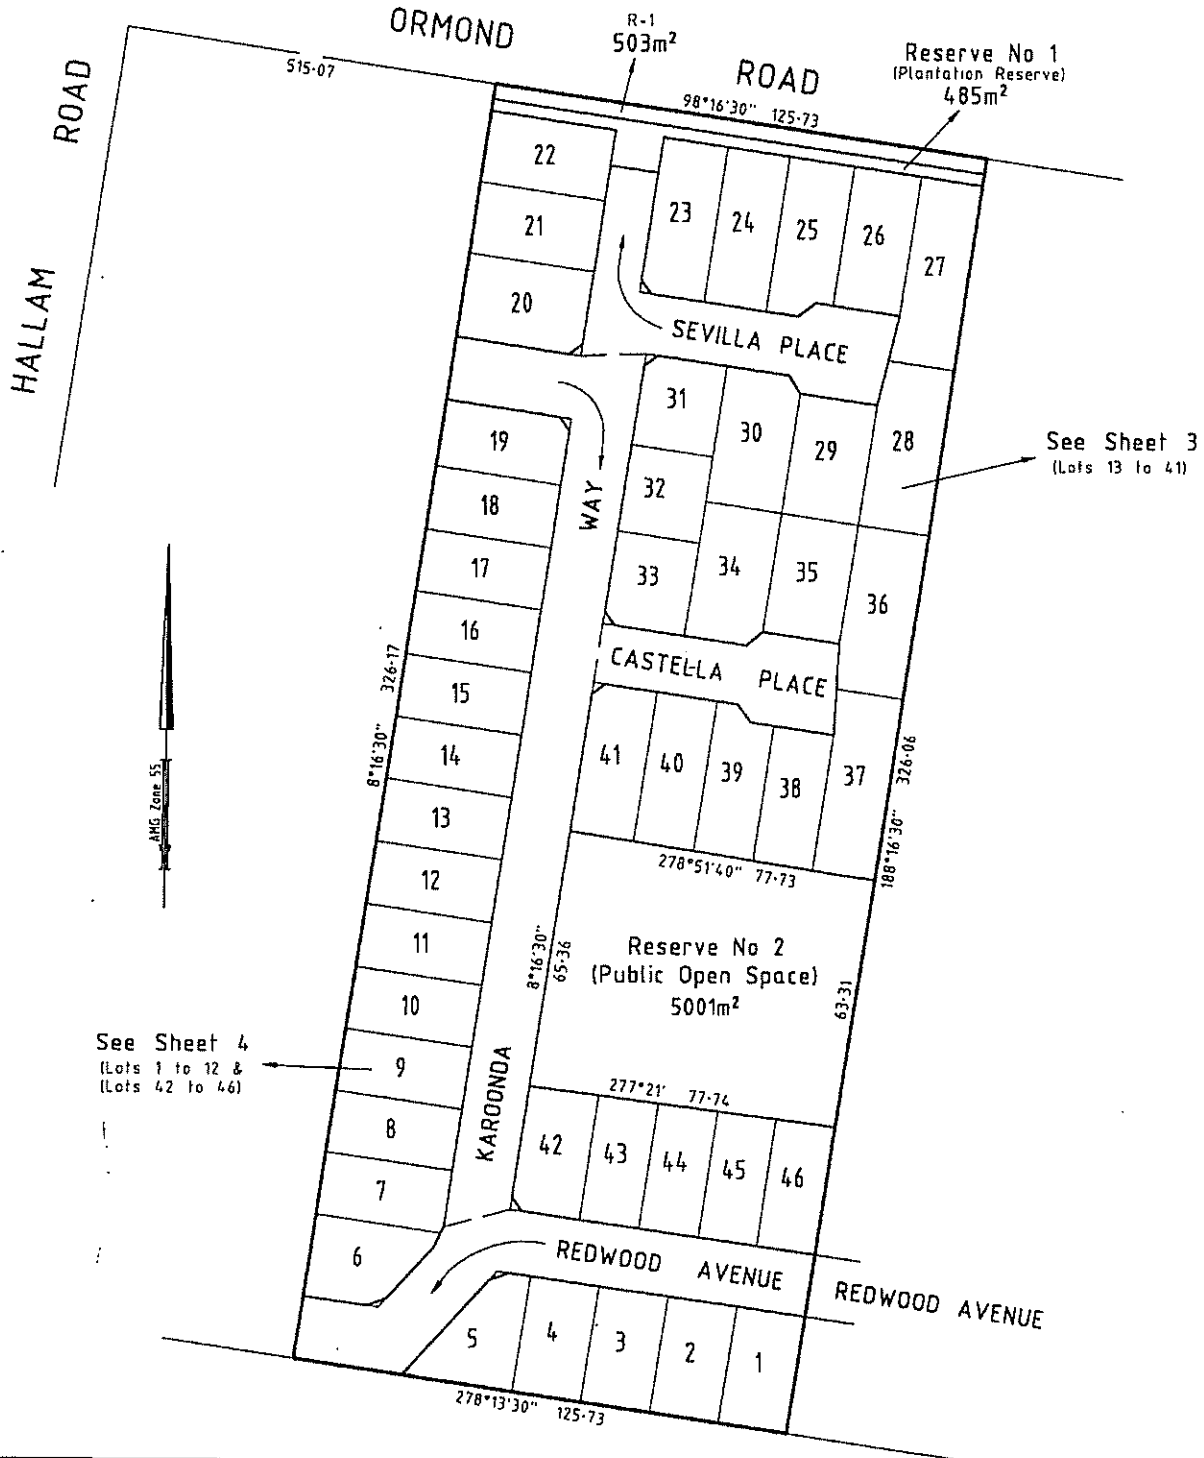 ORMOND
ROAD
R-1
503m²
Reserve No 1
(Plantation Reserve)
485m²
HALLAM
ROAD
515·07
98°16'30" 125·73
22
21
20
23
24
25
26
27
SEVILLA PLACE
31
30
29
28
See Sheet 3
(Lots 13 to 41)
19
18
17
16
15
14
13
12
11
10
9
8
7
6
WAY
32
33
34
35
36
CASTELLA PLACE
41
40
39
38
37
326·17
8°16'30"
AMG Zone 55
326·06
188°16'30"
278°51'40" 77·73
Reserve No 2
(Public Open Space)
5001m²
8°16'30"
65·36
63·31
See Sheet 4
(Lots 1 to 12 &
(Lots 42 to 46)
KAROONDA
277°21' 77·74
42
43
44
45
46
REDWOOD AVENUE
REDWOOD AVENUE
5
4
3
2
1
278°13'30" 125·73